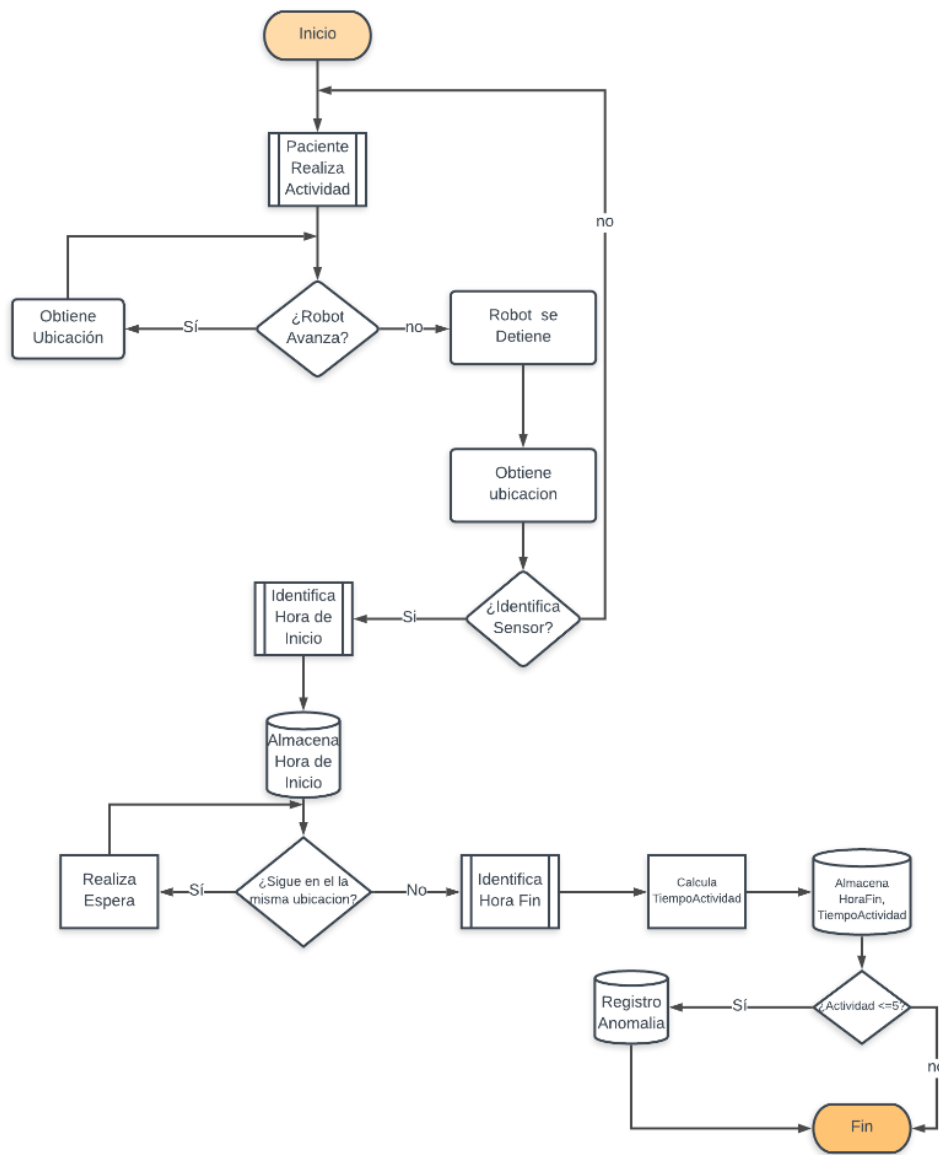 Inicio
Paciente
Realiza
Actividad
no
Obtiene
Ubicación
Sí
¿Robot
Avanza?
no
Robot se
Detiene
Obtiene
ubicacion
Identifica
Hora de
Inicio
Si
¿Identifica
Sensor?
Almacena
Hora de
Inicio
Realiza
Espera
Sí
¿Sigue en el la
misma ubicacion?
No
Identifica
Hora Fin
Calcula
TiempoActividad
Almacena
HoraFin,
TiempoActividad
Registro
Anomalia
Sí
¿Actividad <=5?
no
Fin